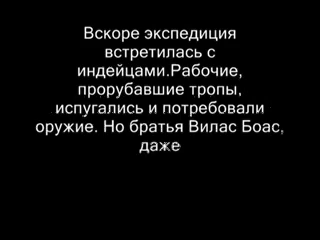 Вскоре экспедиция
встретилась с
индейцами.Рабочие,
прорубавшие тропы,
испугались и потребовали
оружие. Но братья Вилас Боас,
даже